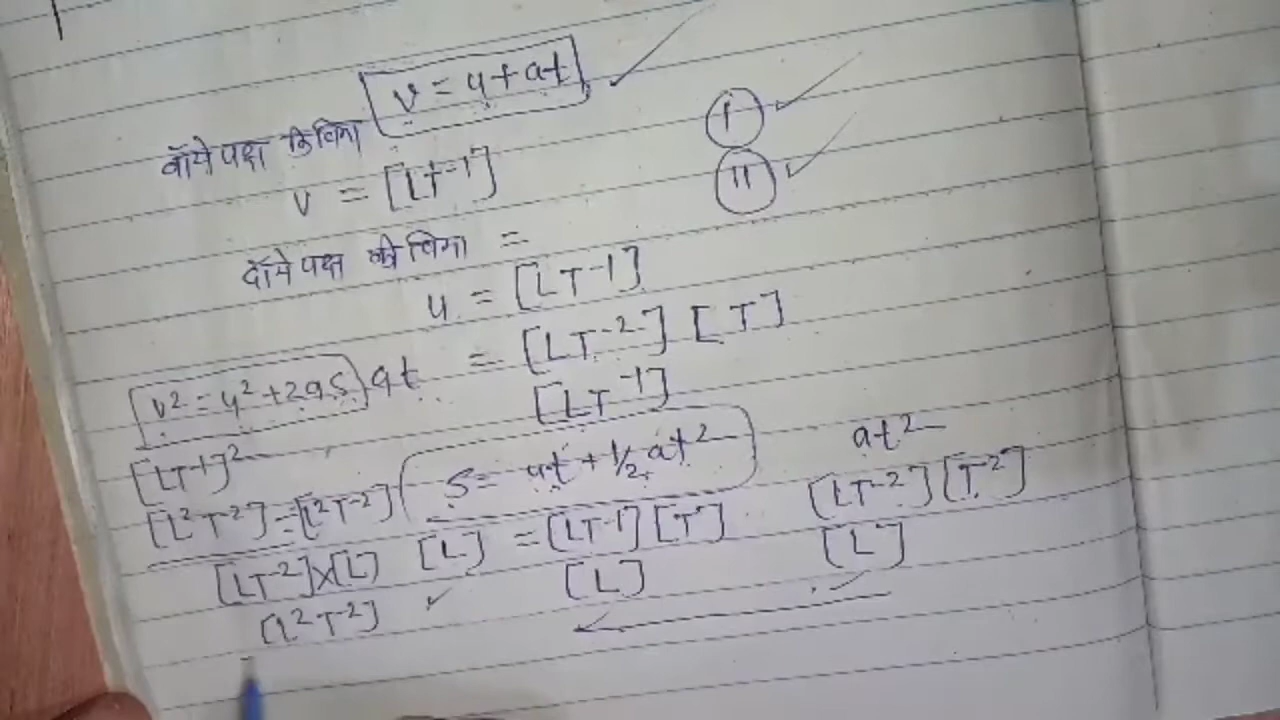 v = u + at
I
बाँये पक्ष कि विमा
II
v = [LT⁻¹]
दाँये पक्ष की विमा =
u = [LT⁻¹]
at = [LT⁻²] [T]
[LT⁻¹]
v² = u² + 2as
[LT⁻¹]²
[L²T⁻²] = [L²T⁻²]
[LT⁻²]×[L]
[L²T⁻²]
s = ut + 1/2 at²
[L] = [LT⁻¹][T]
[L]
at²
[LT⁻²][T⁻²]
[L]